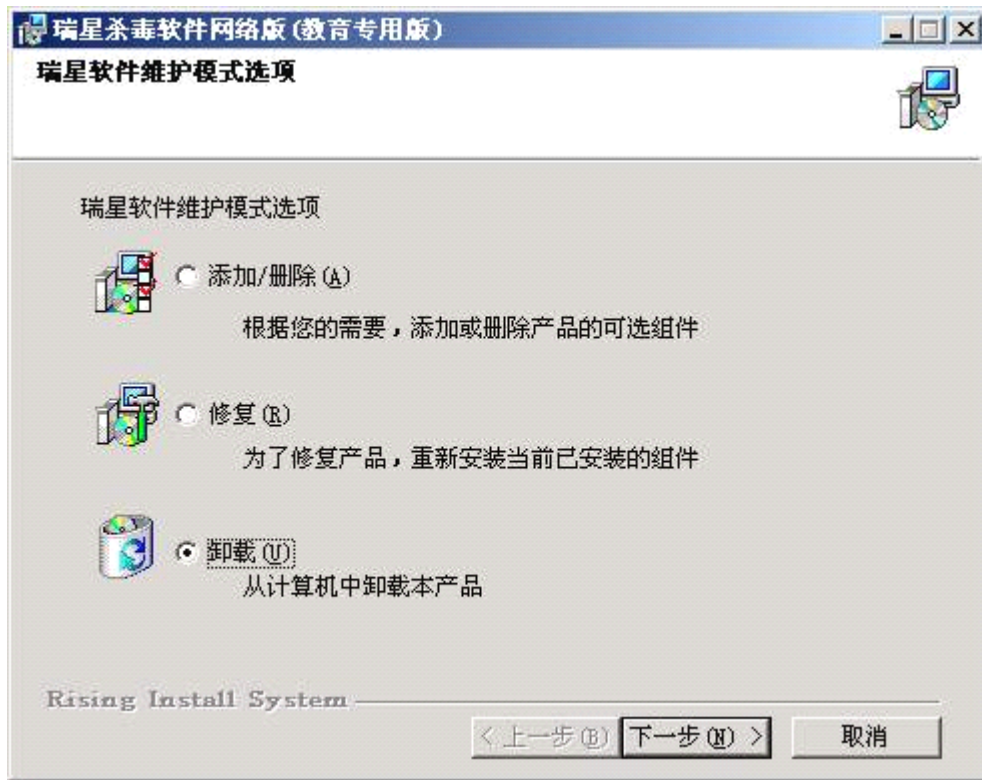 瑞星杀毒软件网络版(教育专用版)
瑞星软件维护模式选项
瑞星软件维护模式选项
添加/删除(A)
根据您的需要，添加或删除产品的可选组件
修复(R)
为了修复产品，重新安装当前已安装的组件
卸载(U)
从计算机中卸载本产品
Rising Install System
< 上一步(B) 下一步(N) > 取消